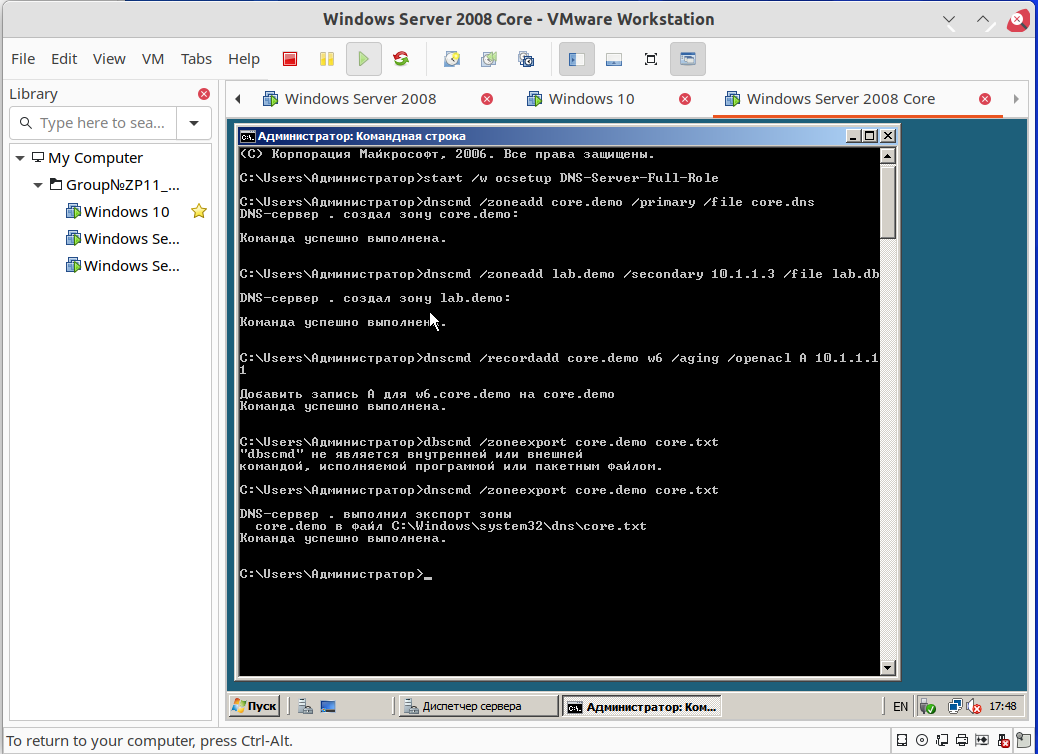 Windows Server 2008 Core - VMware Workstation
File Edit View VM Tabs Help
Library
Type here to sea...
My Computer
Group№ZP11_...
Windows 10
Windows Se...
Windows Se...
Windows Server 2008
Windows 10
Windows Server 2008 Core
Администратор: Командная строка
(C) Корпорация Майкрософт, 2006. Все права защищены.
C:\Users\Администратор>start /w ocsetup DNS-Server-Full-Role
C:\Users\Администратор>dnscmd /zoneadd core.demo /primary /file core.dns
DNS-сервер . создал зону core.demo:
Команда успешно выполнена.
C:\Users\Администратор>dnscmd /zoneadd lab.demo /secondary 10.1.1.3 /file lab.db
DNS-сервер . создал зону lab.demo:
Команда успешно выполнена.
C:\Users\Администратор>dnscmd /recordadd core.demo w6 /aging /openacl A 10.1.1.1
1
Добавить запись A для w6.core.demo на core.demo
Команда успешно выполнена.
C:\Users\Администратор>dbscmd /zoneexport core.demo core.txt
"dbscmd" не является внутренней или внешней
командой, исполняемой программой или пакетным файлом.
C:\Users\Администратор>dnscmd /zoneexport core.demo core.txt
DNS-сервер . выполнил экспорт зоны
core.demo в файл C:\Windows\system32\dns\core.txt
Команда успешно выполнена.
C:\Users\Администратор>_
Пуск
Диспетчер сервера
Администратор: Ком...
EN
17:48
To return to your computer, press Ctrl-Alt.